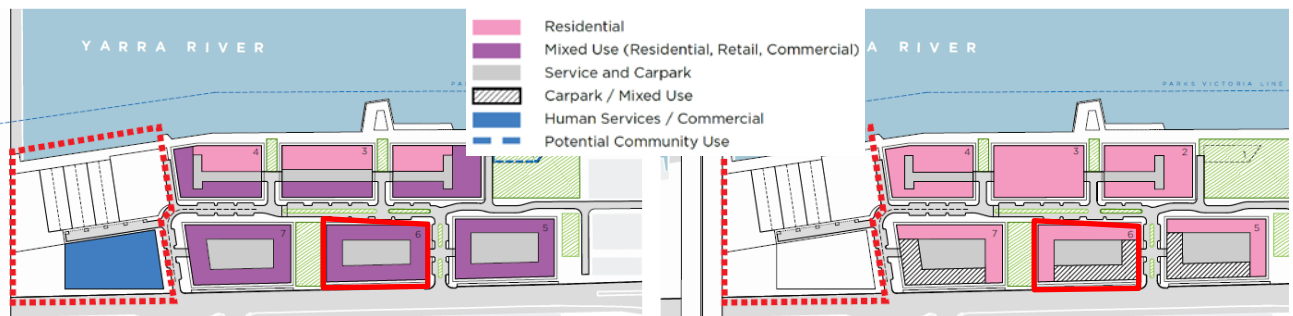 YARRA RIVER
PA
4
3
7
6
5
Residential
Mixed Use (Residential, Retail, Commercial)
Service and Carpark
Carpark / Mixed Use
Human Services / Commercial
Potential Community Use
A RIVER
PARKS VICTORIA LINE
4
3
2
1
7
6
5